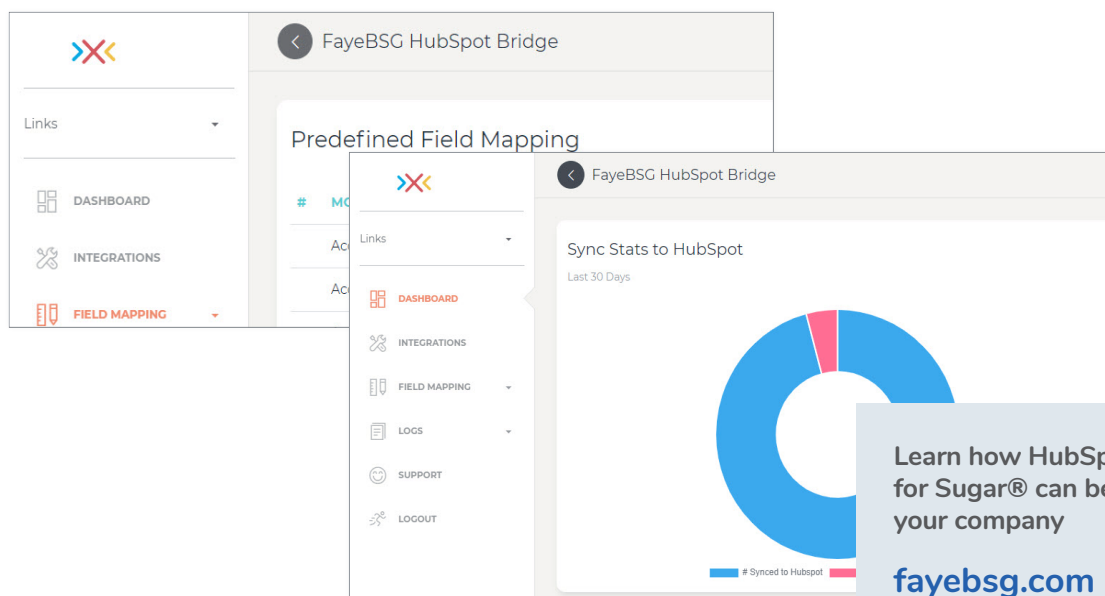 FayeBSG HubSpot Bridge
Links
Predefined Field Mapping
#
DASHBOARD
INTEGRATIONS
FIELD MAPPING
FayeBSG HubSpot Bridge
Links
Sync Stats to HubSpot
Last 30 Days
DASHBOARD
INTEGRATIONS
FIELD MAPPING
LOGS
SUPPORT
LOGOUT
# Synced to Hubspot
Learn how
for Sugar® can
your company
fayebsg.com